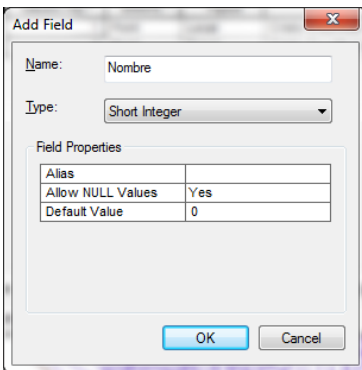 Add Field
Name: Nombre
Type: Short Integer
Field Properties
Alias
Allow NULL Values Yes
Default Value 0
OK Cancel